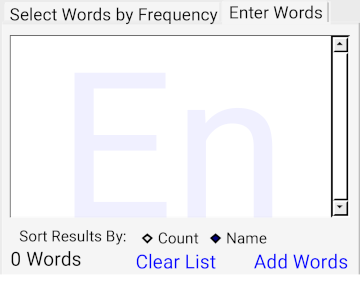 Select Words by Frequency Enter Words
En
Sort Results By: Count Name
0 Words Clear List Add Words